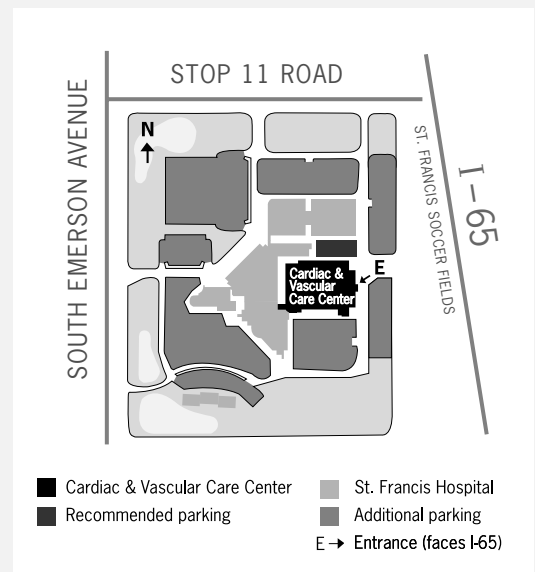 STOP 11 ROAD
SOUTH EMERSON AVENUE
N
I-65
ST. FRANCIS SOCCER FIELDS
E
Cardiac &
Vascular
Care Center
Cardiac & Vascular Care Center
St. Francis Hospital
Recommended parking
Additional parking
E → Entrance (faces I-65)